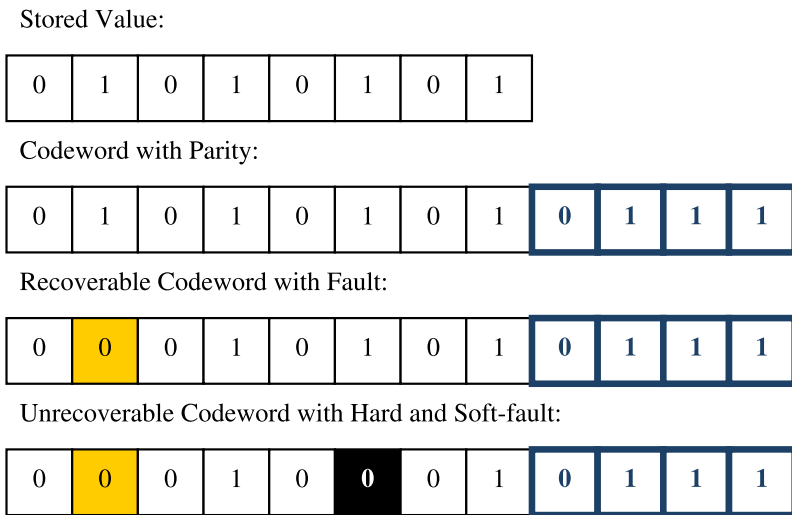 Stored Value:
0 1 0 1 0 1 0 1
Codeword with Parity:
0 1 0 1 0 1 0 1 0 1 1 1
Recoverable Codeword with Fault:
0 0 0 1 0 1 0 1 0 1 1 1
Unrecoverable Codeword with Hard and Soft-fault:
0 0 0 1 0 0 0 1 0 1 1 1